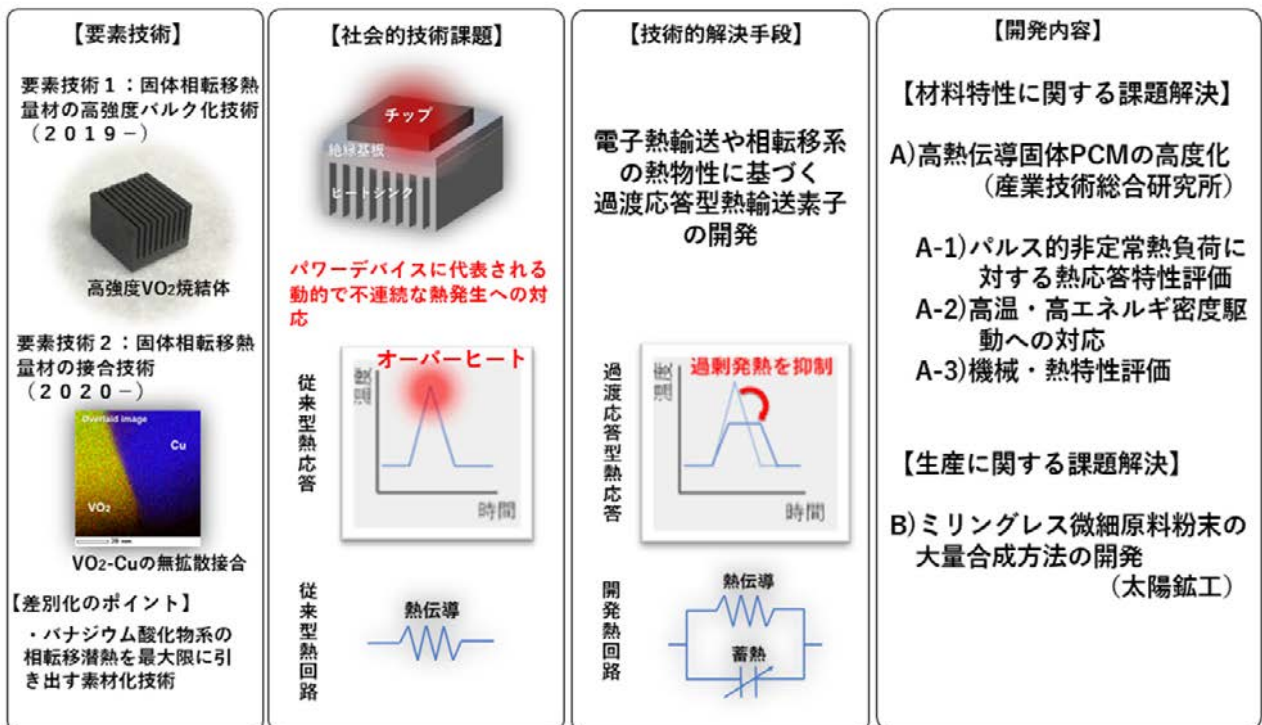 【要素技術】
要素技術1：固体相転移熱
量材の高強度バルク化技術
（2019－）
高強度VO₂焼結体
要素技術2：固体相転移熱
量材の接合技術
（2020-）
Overlaid image
Cu
VO₂
VO₂-Cuの無拡散接合
【差別化のポイント】
・バナジウム酸化物系の
相転移潜熱を最大限に引
き出す素材化技術
【社会的技術課題】
チップ
絶縁基板
ヒートシンク
パワーデバイスに代表される
動的で不連続な熱発生への対
応
従来型熱応答
オーバーヒート
温度
時間
従来型熱回路
熱伝導
【技術的解決手段】
電子熱輸送や相転移系
の熱物性に基づく
過渡応答型熱輸送素子
の開発
過渡応答型熱応答
過剰発熱を抑制
温度
時間
開発熱回路
熱伝導
蓄熱
【開発内容】
【材料特性に関する課題解決】
A)高熱伝導固体PCMの高度化
（産業技術総合研究所）
A-1)パルス的非定常熱負荷に
対する熱応答特性評価
A-2)高温・高エネルギ密度駆
動への対応
A-3)機械・熱特性評価
【生産に関する課題解決】
B)ミリングレス微細原料粉末の
大量合成方法の開発
（太陽鉱工）